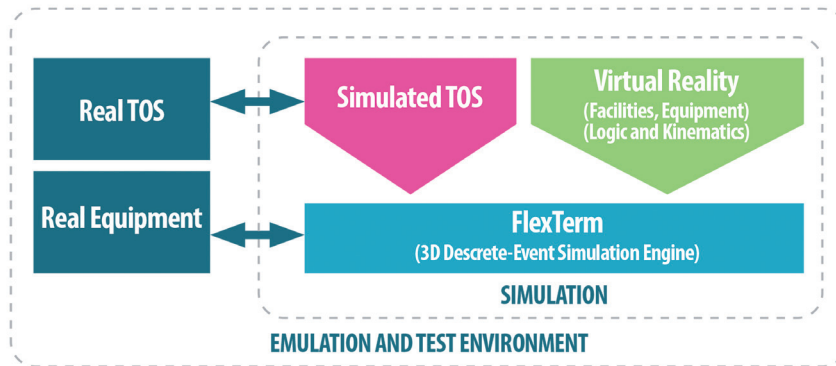 Real TOS
Simulated TOS
Virtual Reality
(Facilities, Equipment)
(Logic and Kinematics)
Real Equipment
FlexTerm
(3D Descrete-Event Simulation Engine)
SIMULATION
EMULATION AND TEST ENVIRONMENT